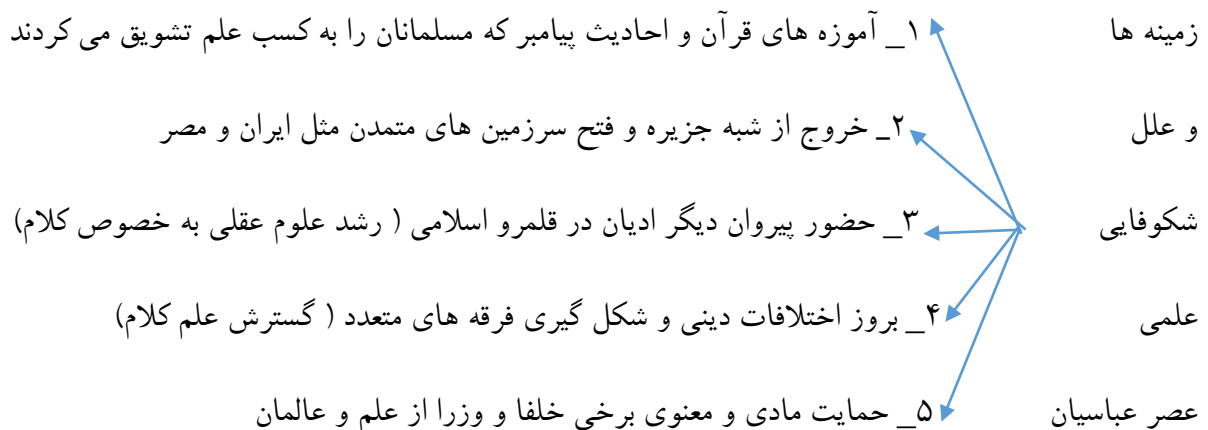 زمینه ها ۱_ آموزه های قرآن و احادیث پیامبر که مسلمانان را به کسب علم تشویق می کردند
و علل ۲_ خروج از شبه جزیره و فتح سرزمین های متمدن مثل ایران و مصر
شکوفایی ۳_ حضور پیروان دیگر ادیان در قلمرو اسلامی ( رشد علوم عقلی به خصوص کلام)
علمی ۴_ بروز اختلافات دینی و شکل گیری فرقه های متعدد ( گسترش علم کلام)
عصر عباسیان ۵_ حمایت مادی و معنوی برخی خلفا و وزرا از علم و عالمان